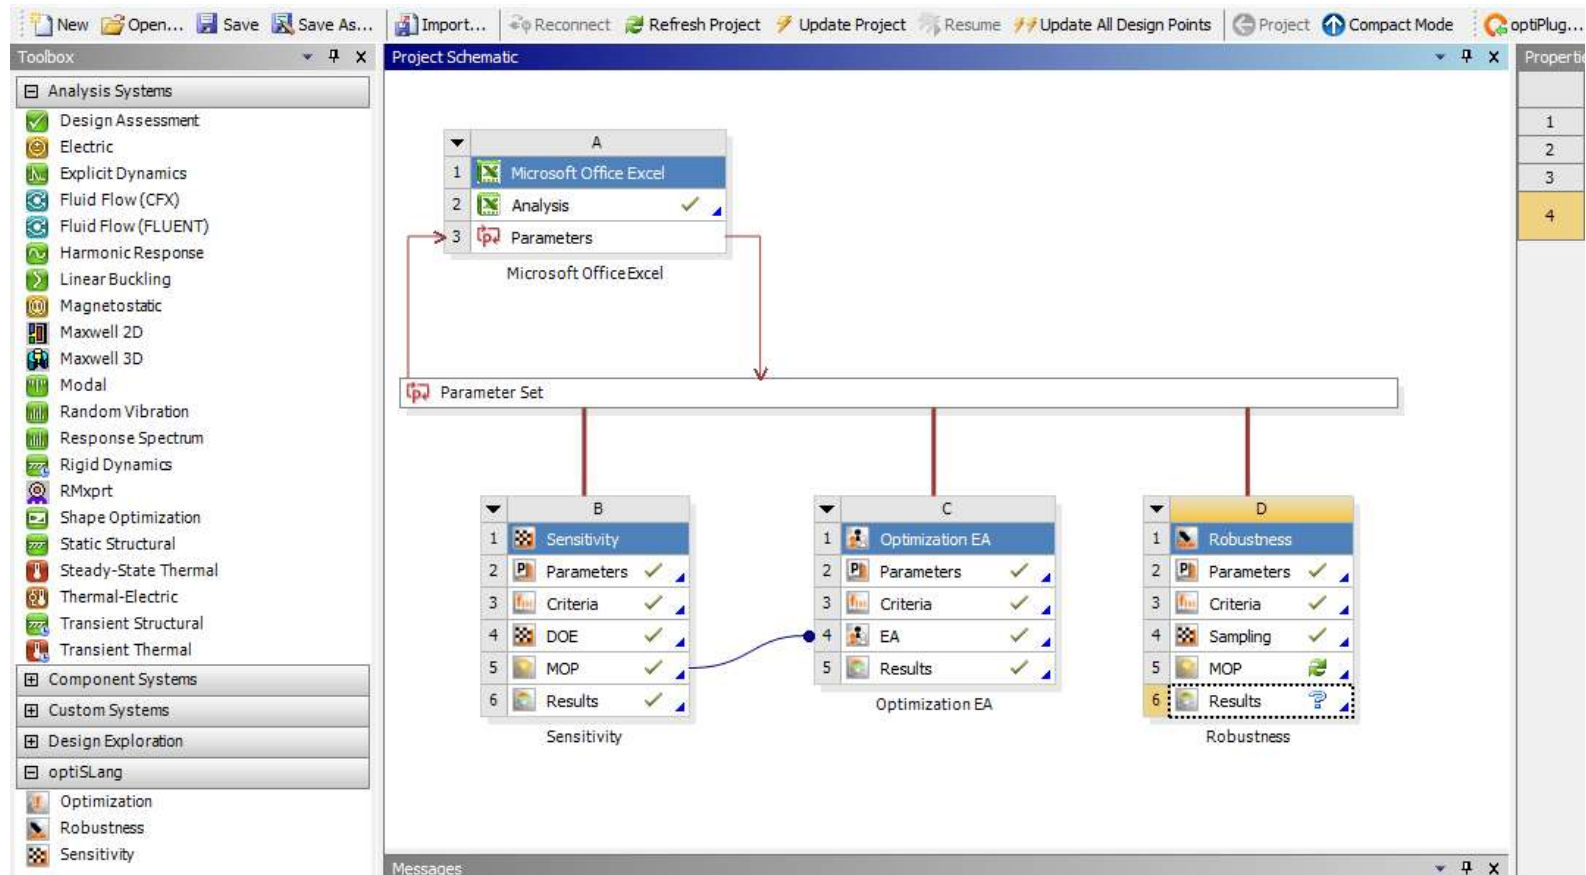 New Open... Save Save As... Import... Reconnect Refresh Project Update Project Resume Update All Design Points Project Compact Mode optiPlug...
Toolbox
Analysis Systems
Design Assessment
Electric
Explicit Dynamics
Fluid Flow (CFX)
Fluid Flow (FLUENT)
Harmonic Response
Linear Buckling
Magnetostatic
Maxwell 2D
Maxwell 3D
Modal
Random Vibration
Response Spectrum
Rigid Dynamics
RMxprt
Shape Optimization
Static Structural
Steady-State Thermal
Thermal-Electric
Transient Structural
Transient Thermal
Component Systems
Custom Systems
Design Exploration
optiSLang
Optimization
Robustness
Sensitivity
Project Schematic
A
1 Microsoft Office Excel
2 Analysis
3 Parameters
Microsoft Office Excel
Parameter Set
B
1 Sensitivity
2 Parameters
3 Criteria
4 DOE
5 MOP
6 Results
Sensitivity
C
1 Optimization EA
2 Parameters
3 Criteria
4 EA
5 Results
Optimization EA
D
1 Robustness
2 Parameters
3 Criteria
4 Sampling
5 MOP
6 Results
Robustness
Messages
Propertie
1
2
3
4